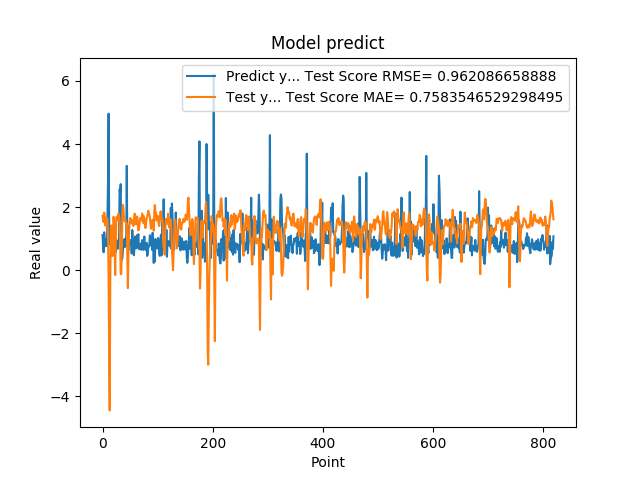 Model predict
Predict y... Test Score RMSE= 0.962086658888
Test y... Test Score MAE= 0.7583546529298495
6
4
2
0
−2
−4
Real value
0 200 400 600 800
Point